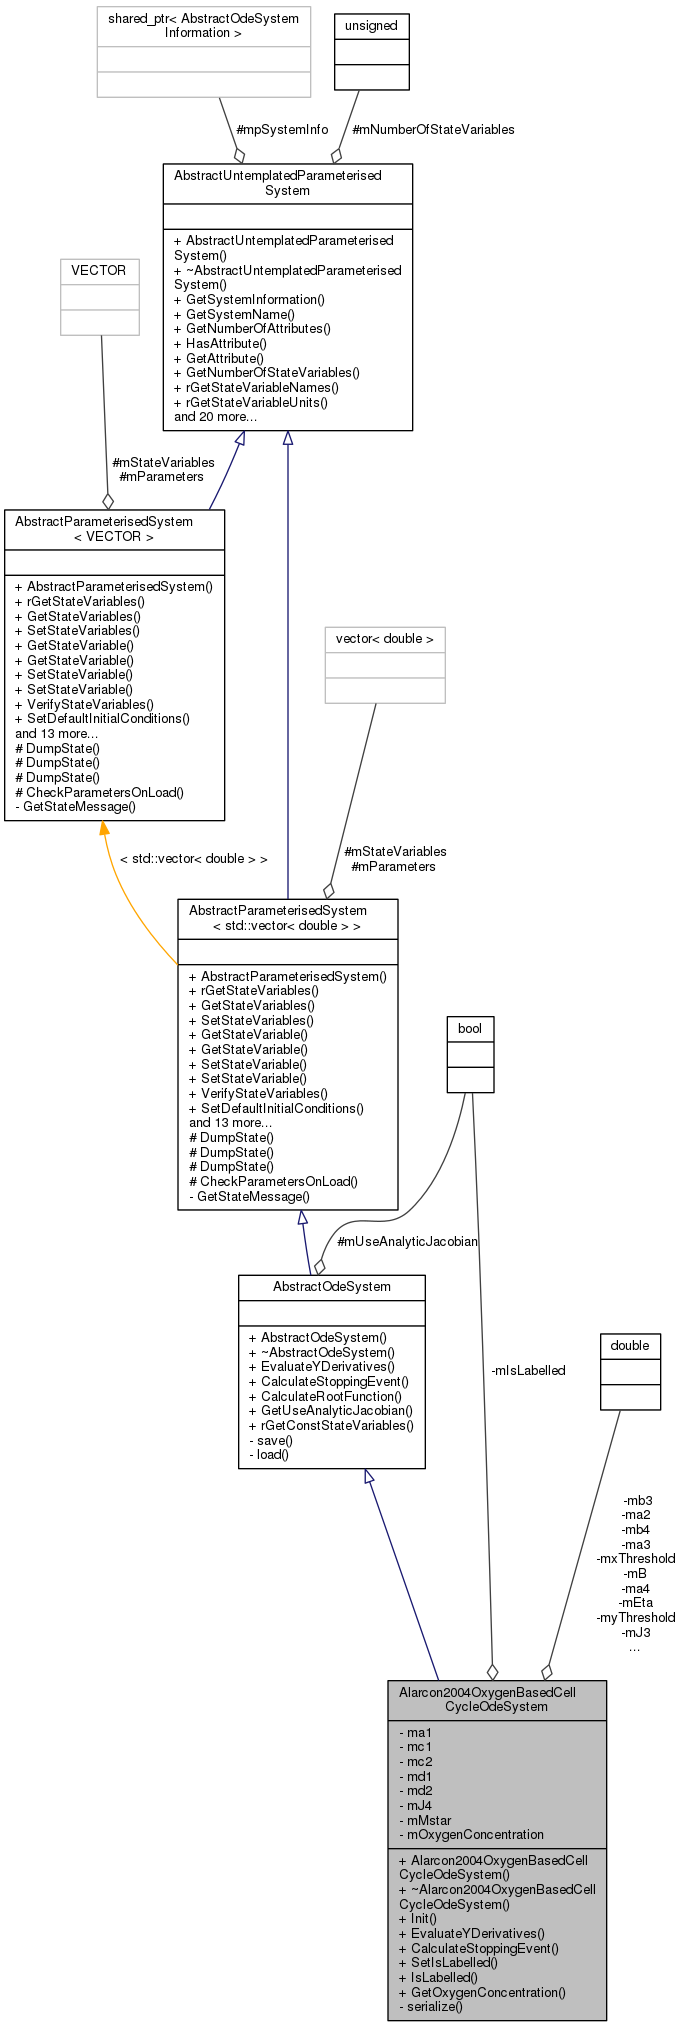 shared_ptr< AbstractOdeSystem
Information >
unsigned
#mpSystemInfo
#mNumberOfStateVariables
AbstractUntemplatedParameterised
System
+ AbstractUntemplatedParameterised
System()
+ ~AbstractUntemplatedParameterised
System()
+ GetSystemInformation()
+ GetSystemName()
+ GetNumberOfAttributes()
+ HasAttribute()
+ GetAttribute()
+ GetNumberOfStateVariables()
+ rGetStateVariableNames()
+ rGetStateVariableUnits()
and 20 more...
VECTOR
#mStateVariables
#mParameters
AbstractParameterisedSystem
< VECTOR >
+ AbstractParameterisedSystem()
+ rGetStateVariables()
+ GetStateVariables()
+ SetStateVariables()
+ GetStateVariable()
+ GetStateVariable()
+ SetStateVariable()
+ SetStateVariable()
+ VerifyStateVariables()
+ SetDefaultInitialConditions()
and 13 more...
# DumpState()
# DumpState()
# DumpState()
# CheckParametersOnLoad()
- GetStateMessage()
vector< double >
< std::vector< double > >
#mStateVariables
#mParameters
AbstractParameterisedSystem
< std::vector< double > >
+ AbstractParameterisedSystem()
+ rGetStateVariables()
+ GetStateVariables()
+ SetStateVariables()
+ GetStateVariable()
+ GetStateVariable()
+ SetStateVariable()
+ SetStateVariable()
+ VerifyStateVariables()
+ SetDefaultInitialConditions()
and 13 more...
# DumpState()
# DumpState()
# DumpState()
# CheckParametersOnLoad()
- GetStateMessage()
bool
#mUseAnalyticJacobian
AbstractOdeSystem
+ AbstractOdeSystem()
+ ~AbstractOdeSystem()
+ EvaluateYDerivatives()
+ CalculateStoppingEvent()
+ CalculateRootFunction()
+ GetUseAnalyticJacobian()
+ rGetConstStateVariables()
- save()
- load()
double
-mIsLabelled
-mb3
-ma2
-mb4
-ma3
-mxThreshold
-mB
-ma4
-mEta
-myThreshold
-mJ3
...
Alarcon2004OxygenBasedCell
CycleOdeSystem
- ma1
- mc1
- mc2
- md1
- md2
- mJ4
- mMstar
- mOxygenConcentration
+ Alarcon2004OxygenBasedCell
CycleOdeSystem()
+ ~Alarcon2004OxygenBasedCell
CycleOdeSystem()
+ Init()
+ EvaluateYDerivatives()
+ CalculateStoppingEvent()
+ SetIsLabelled()
+ IsLabelled()
+ GetOxygenConcentration()
- serialize()